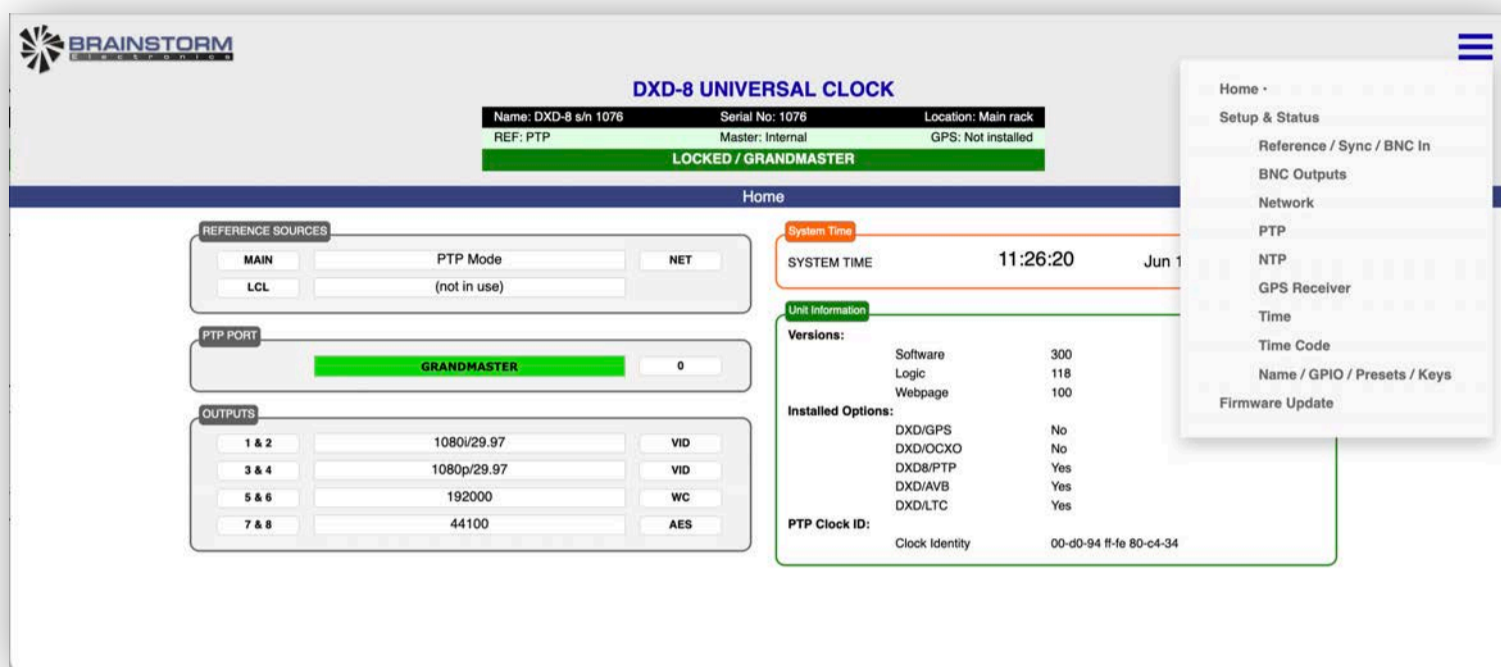 BRAINSTORM
Electronics
DXD-8 UNIVERSAL CLOCK
Name: DXD-8 s/n 1076 Serial No: 1076 Location: Main rack
REF: PTP Master: Internal GPS: Not installed
LOCKED / GRANDMASTER
Home
REFERENCE SOURCES
MAIN PTP Mode NET
LCL (not in use)
PTP PORT
GRANDMASTER 0
OUTPUTS
1 & 2 1080i/29.97 VID
3 & 4 1080p/29.97 VID
5 & 6 192000 WC
7 & 8 44100 AES
System Time
SYSTEM TIME 11:26:20 Jun 1
Unit Information
Versions:
Software 300
Logic 118
Webpage 100
Installed Options:
DXD/GPS No
DXD/OCXO No
DXD8/PTP Yes
DXD/AVB Yes
DXD/LTC Yes
PTP Clock ID:
Clock Identity 00-d0-94 ff-fe 80-c4-34
Home ·
Setup & Status
Reference / Sync / BNC In
BNC Outputs
Network
PTP
NTP
GPS Receiver
Time
Time Code
Name / GPIO / Presets / Keys
Firmware Update